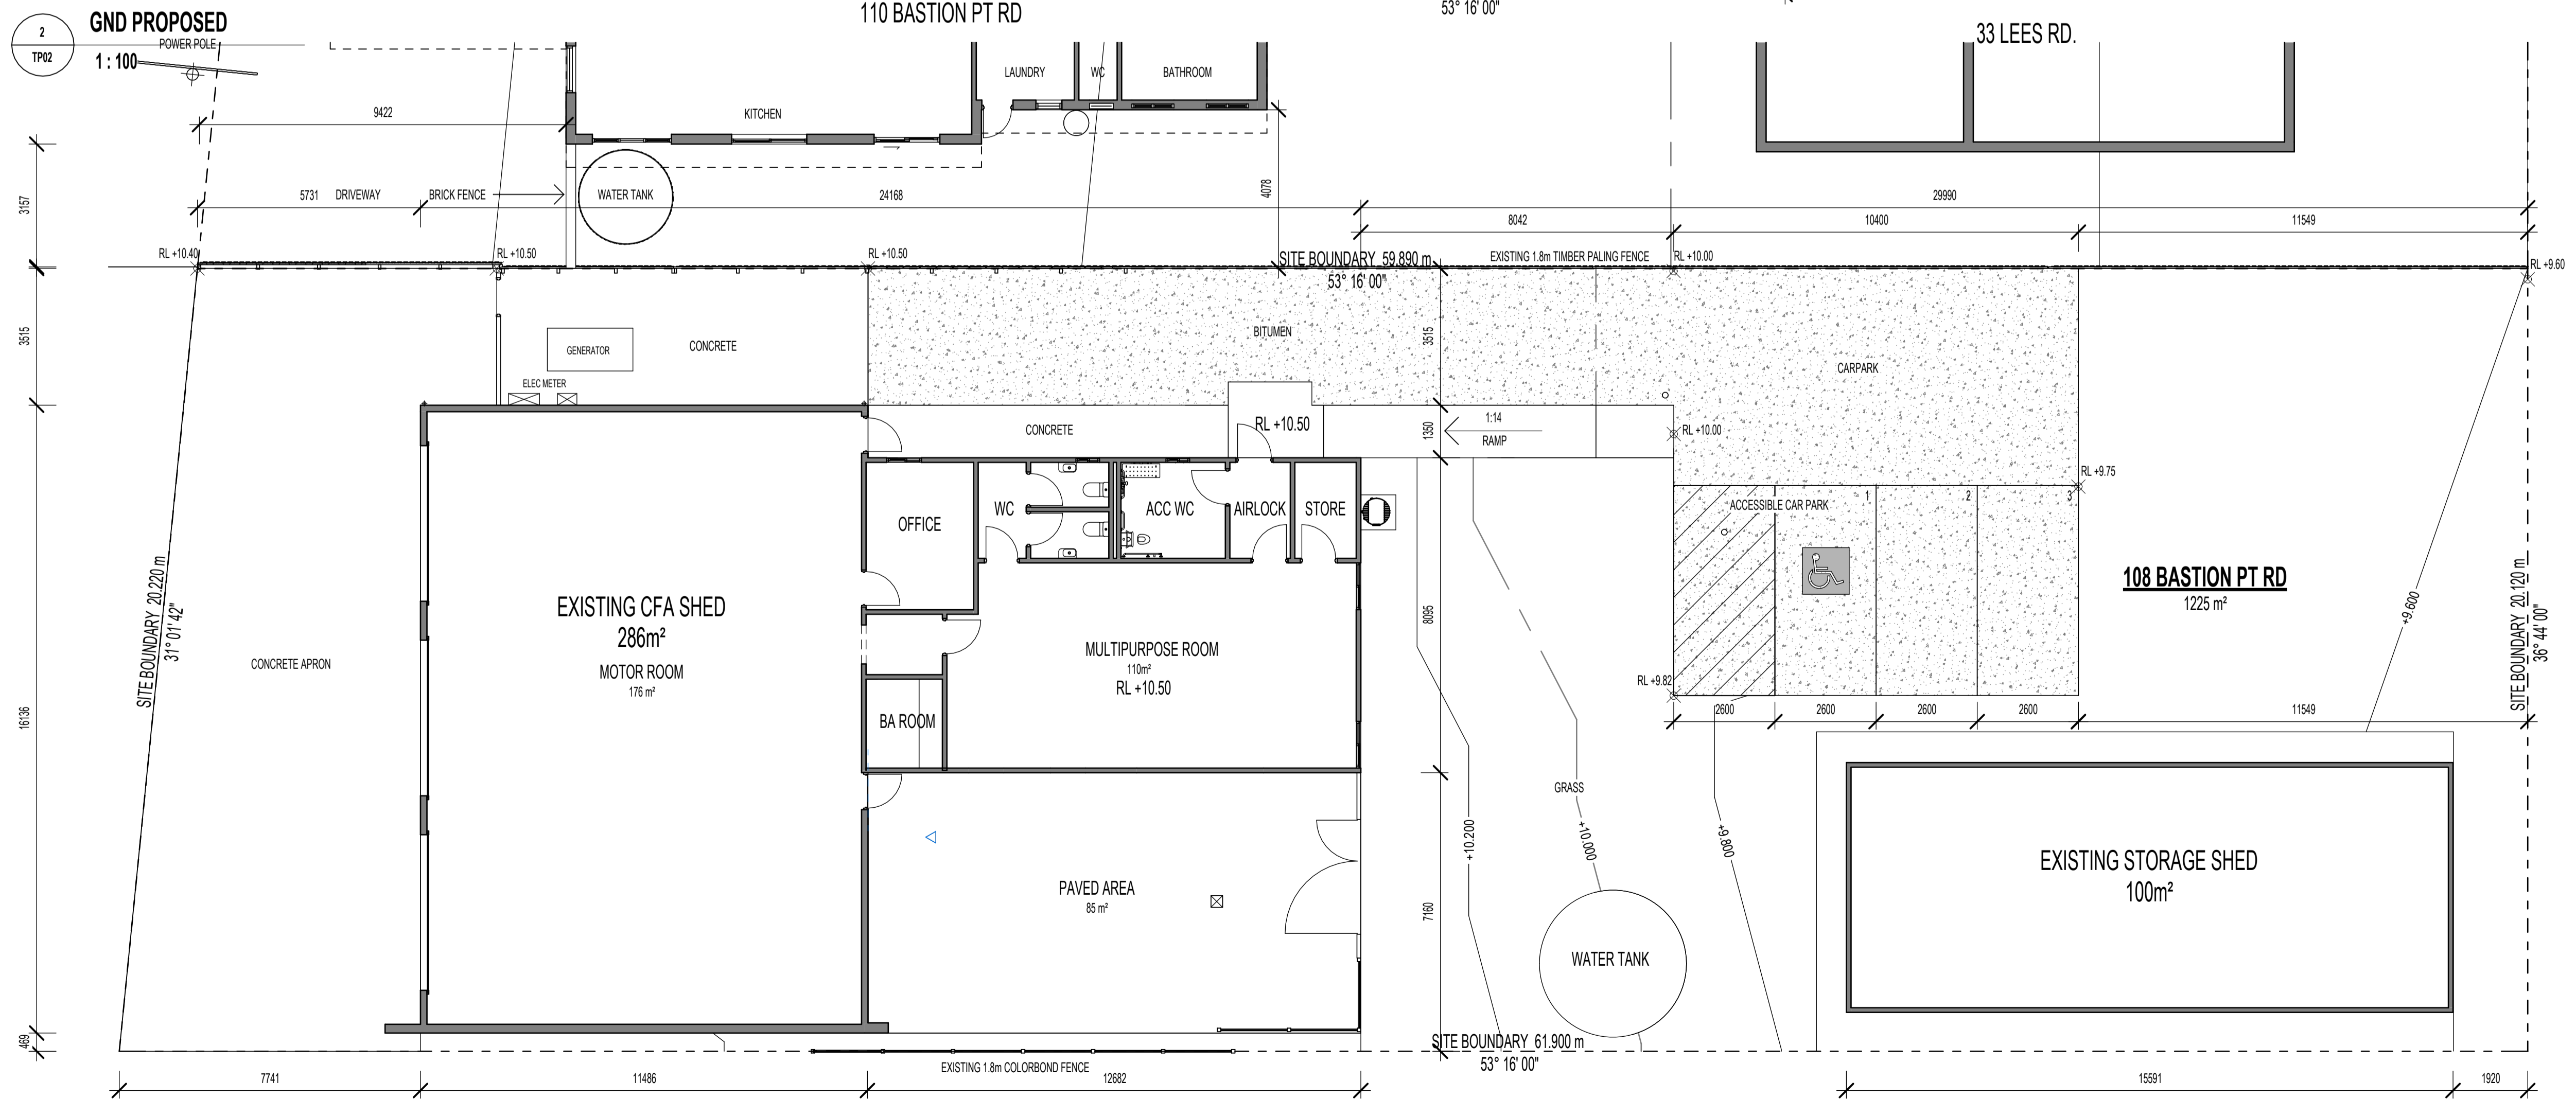 2
TP02
GND PROPOSED
1 : 100
POWER POLE
110 BASTION PT RD
53° 16' 00"
33 LEES RD.
LAUNDRY
WC
BATHROOM
KITCHEN
9422
3157
5731
DRIVEWAY
BRICK FENCE
WATER TANK
24168
4078
29990
8042
10400
11549
RL +10.40
RL +10.50
RL +10.50
SITE BOUNDARY 59.890 m
53° 16' 00"
EXISTING 1.8m TIMBER PALING FENCE
RL +10.00
RL +9.60
3515
GENERATOR
CONCRETE
ELEC METER
BITUMEN
3515
CARPARK
CONCRETE
RL +10.50
1350
1:14
RAMP
RL +10.00
RL +9.75
OFFICE
WC
ACC WC
AIRLOCK
STORE
ACCESSIBLE CAR PARK
1
2
3
SITE BOUNDARY 20.220 m
31° 01' 42"
CONCRETE APRON
EXISTING CFA SHED
286m²
MOTOR ROOM
176 m²
MULTIPURPOSE ROOM
110m²
RL +10.50
8095
108 BASTION PT RD
1225 m²
+9.600
SITE BOUNDARY 20.120 m
36° 44' 00"
16136
BA ROOM
RL +9.82
2600
2600
2600
2600
11549
GRASS
+10.200
+10.000
+9.800
PAVED AREA
85 m²
7160
WATER TANK
EXISTING STORAGE SHED
100m²
469
SITE BOUNDARY 61.900 m
53° 16' 00"
EXISTING 1.8m COLORBOND FENCE
7741
11486
12682
15591
1920